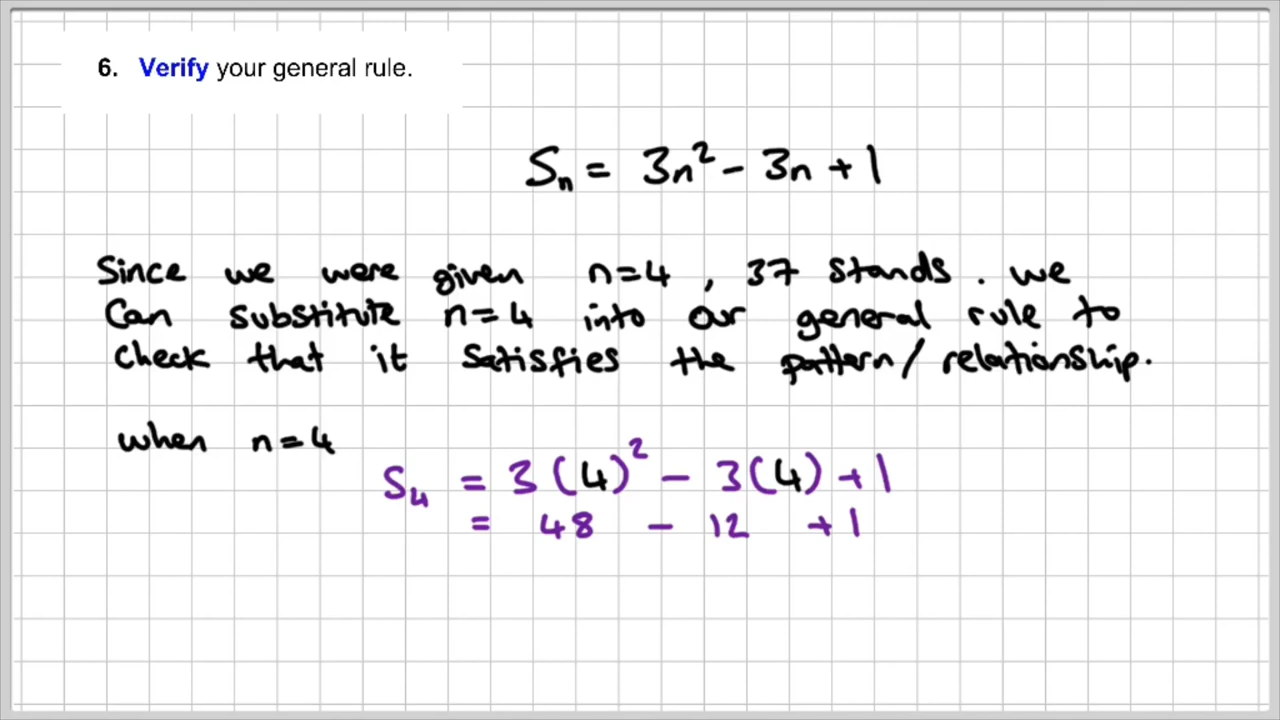 6. Verify your general rule.
Sₙ = 3n² - 3n + 1
Since we were given n=4, 37 stands. we
Can substitute n=4 into our general rule to
check that it satisfies the pattern/relationship.
when n=4
S₄ = 3(4)² - 3(4) + 1
= 48 - 12 + 1